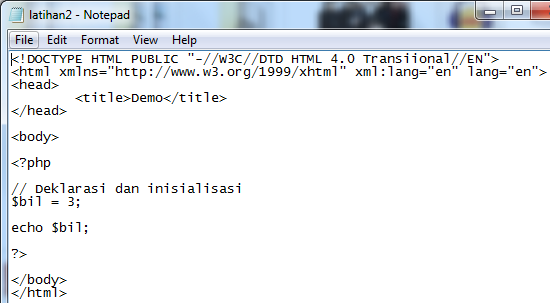 latihan2 - Notepad
File Edit Format View Help
<!DOCTYPE HTML PUBLIC "-//W3C//DTD HTML 4.0 Transiional//EN">
<html xmlns="http://www.w3.org/1999/xhtml" xml:lang="en" lang="en">
<head>
<title>Demo</title>
</head>
<body>
<?php
// Deklarasi dan inisialisasi
$bil = 3;
echo $bil;
?>
</body>
</html>